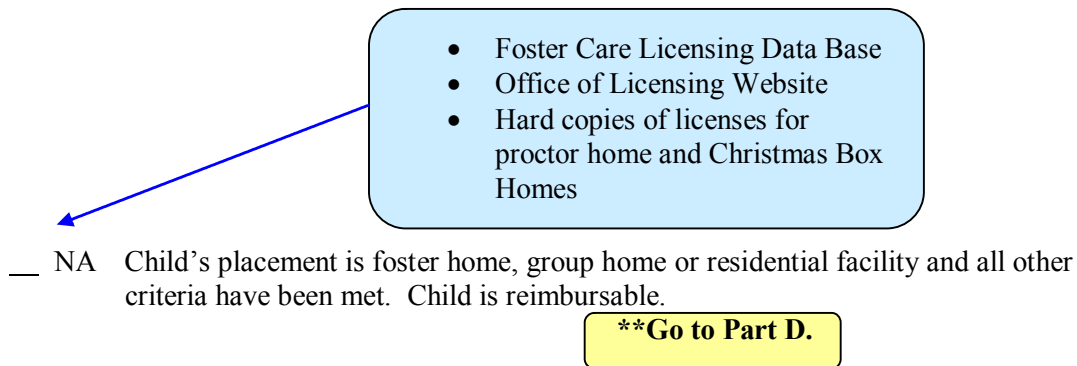 • Foster Care Licensing Data Base
• Office of Licensing Website
• Hard copies of licenses for
proctor home and Christmas Box
Homes
__ NA Child’s placement is foster home, group home or residential facility and all other
criteria have been met. Child is reimbursable.
**Go to Part D.